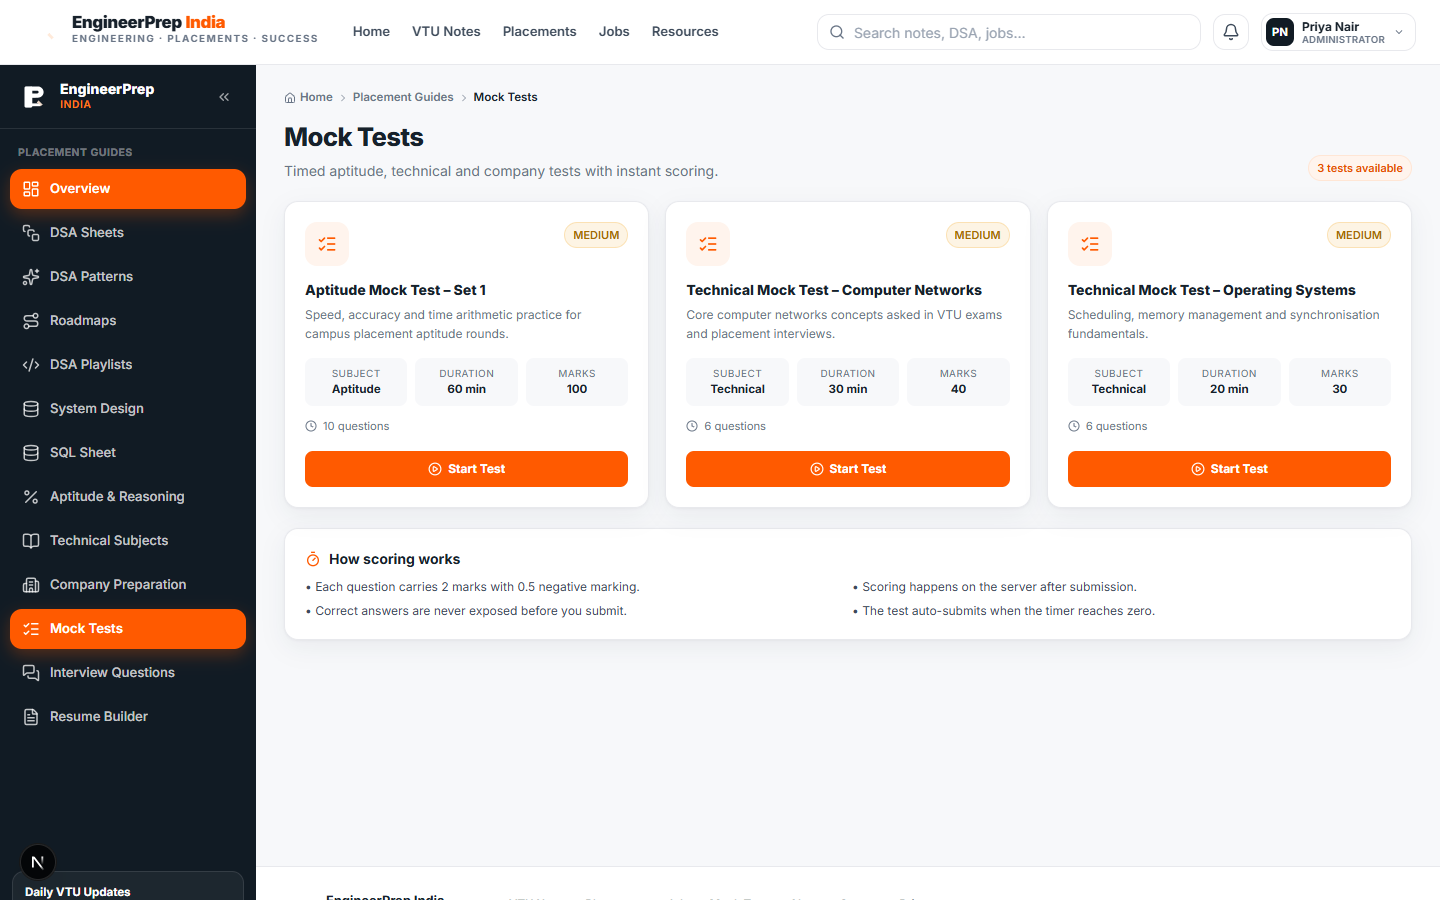 EngineerPrep India
ENGINEERING · PLACEMENTS · SUCCESS
Home
VTU Notes
Placements
Jobs
Resources
Search notes, DSA, jobs...
PN
Priya Nair
ADMINISTRATOR
EngineerPrep
INDIA
PLACEMENT GUIDES
Overview
DSA Sheets
DSA Patterns
Roadmaps
DSA Playlists
System Design
SQL Sheet
Aptitude & Reasoning
Technical Subjects
Company Preparation
Mock Tests
Interview Questions
Resume Builder
N
Daily VTU Updates
Home > Placement Guides > Mock Tests
Mock Tests
Timed aptitude, technical and company tests with instant scoring.
3 tests available
MEDIUM
Aptitude Mock Test – Set 1
Speed, accuracy and time arithmetic practice for
campus placement aptitude rounds.
SUBJECT
Aptitude
DURATION
60 min
MARKS
100
10 questions
Start Test
MEDIUM
Technical Mock Test – Computer Networks
Core computer networks concepts asked in VTU exams
and placement interviews.
SUBJECT
Technical
DURATION
30 min
MARKS
40
6 questions
Start Test
MEDIUM
Technical Mock Test – Operating Systems
Scheduling, memory management and synchronisation
fundamentals.
SUBJECT
Technical
DURATION
20 min
MARKS
30
6 questions
Start Test
How scoring works
• Each question carries 2 marks with 0.5 negative marking.
• Scoring happens on the server after submission.
• Correct answers are never exposed before you submit.
• The test auto-submits when the timer reaches zero.
EngineerPrep India